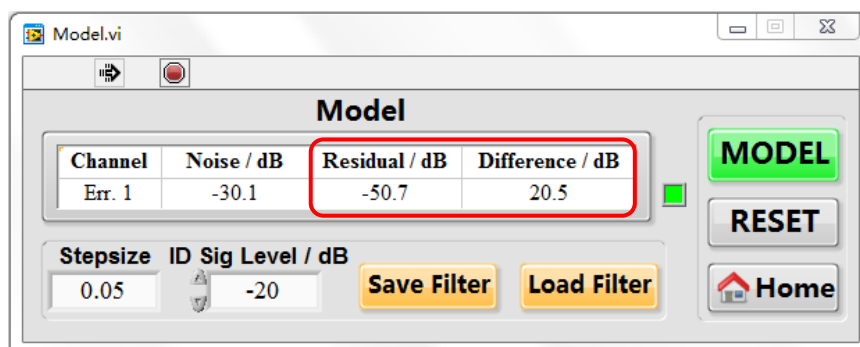 Model.vi
Model
Channel Noise / dB Residual / dB Difference / dB
Err. 1 -30.1 -50.7 20.5
MODEL
RESET
Stepsize ID Sig Level / dB
0.05 -20 Save Filter Load Filter
Home